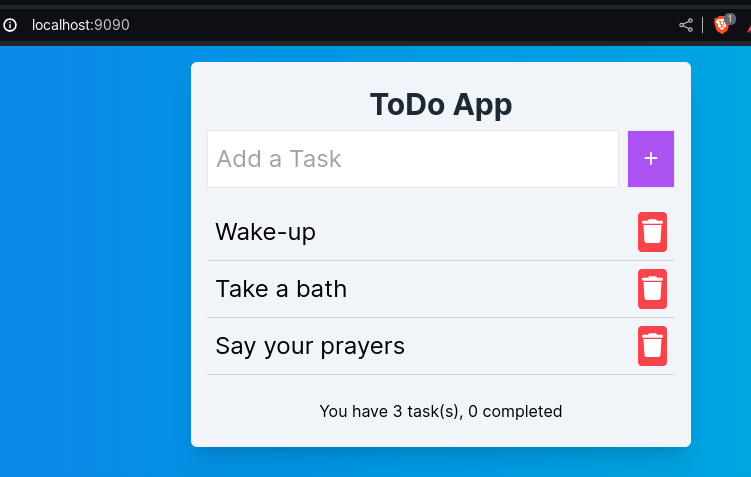 localhost:9090
1
ToDo App
Add a Task
+
Wake-up
Take a bath
Say your prayers
You have 3 task(s), 0 completed